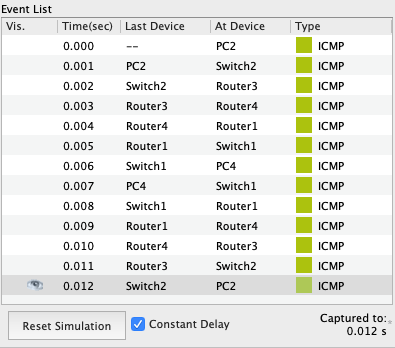 Event List
Vis. Time(sec) Last Device At Device Type
0.000 -- PC2 ICMP
0.001 PC2 Switch2 ICMP
0.002 Switch2 Router3 ICMP
0.003 Router3 Router4 ICMP
0.004 Router4 Router1 ICMP
0.005 Router1 Switch1 ICMP
0.006 Switch1 PC4 ICMP
0.007 PC4 Switch1 ICMP
0.008 Switch1 Router1 ICMP
0.009 Router1 Router4 ICMP
0.010 Router4 Router3 ICMP
0.011 Router3 Switch2 ICMP
0.012 Switch2 PC2 ICMP
Reset Simulation Constant Delay Captured to:
0.012 s